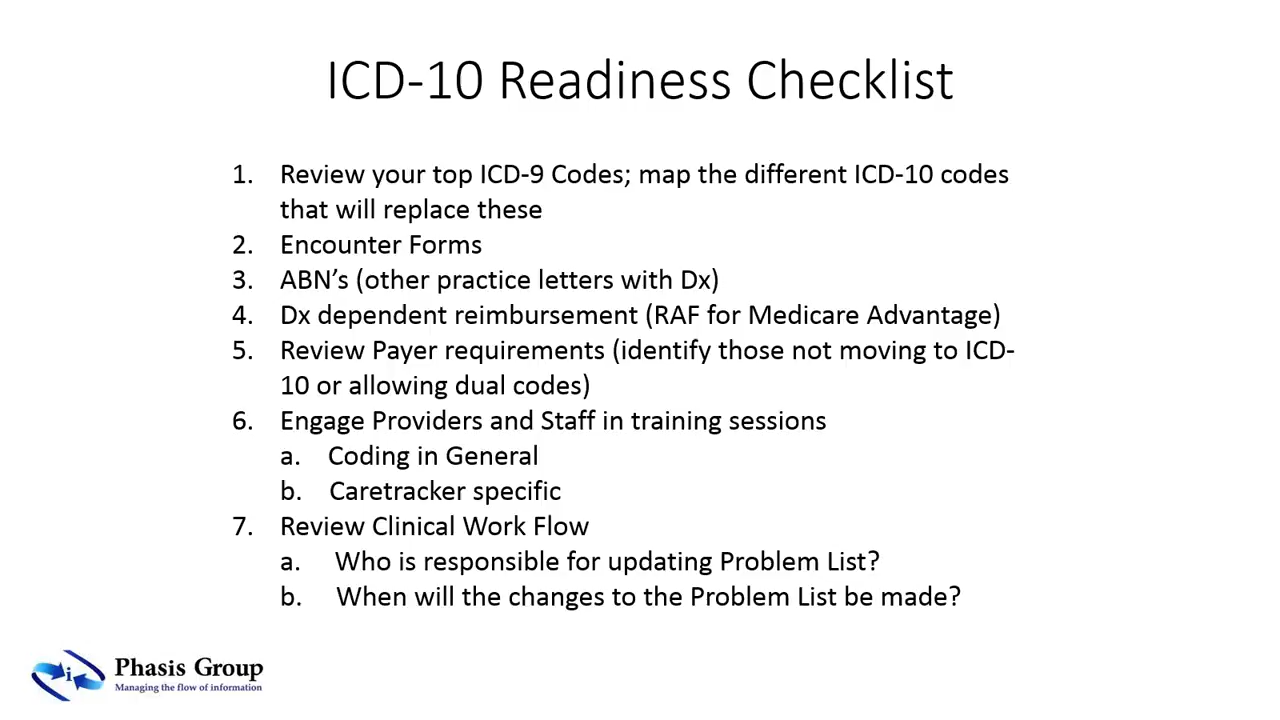 ICD-10 Readiness Checklist
1. Review your top ICD-9 Codes; map the different ICD-10 codes
that will replace these
2. Encounter Forms
3. ABN’s (other practice letters with Dx)
4. Dx dependent reimbursement (RAF for Medicare Advantage)
5. Review Payer requirements (identify those not moving to ICD-
10 or allowing dual codes)
6. Engage Providers and Staff in training sessions
a. Coding in General
b. Caretracker specific
7. Review Clinical Work Flow
a. Who is responsible for updating Problem List?
b. When will the changes to the Problem List be made?
i
Phasis Group
Managing the flow of information